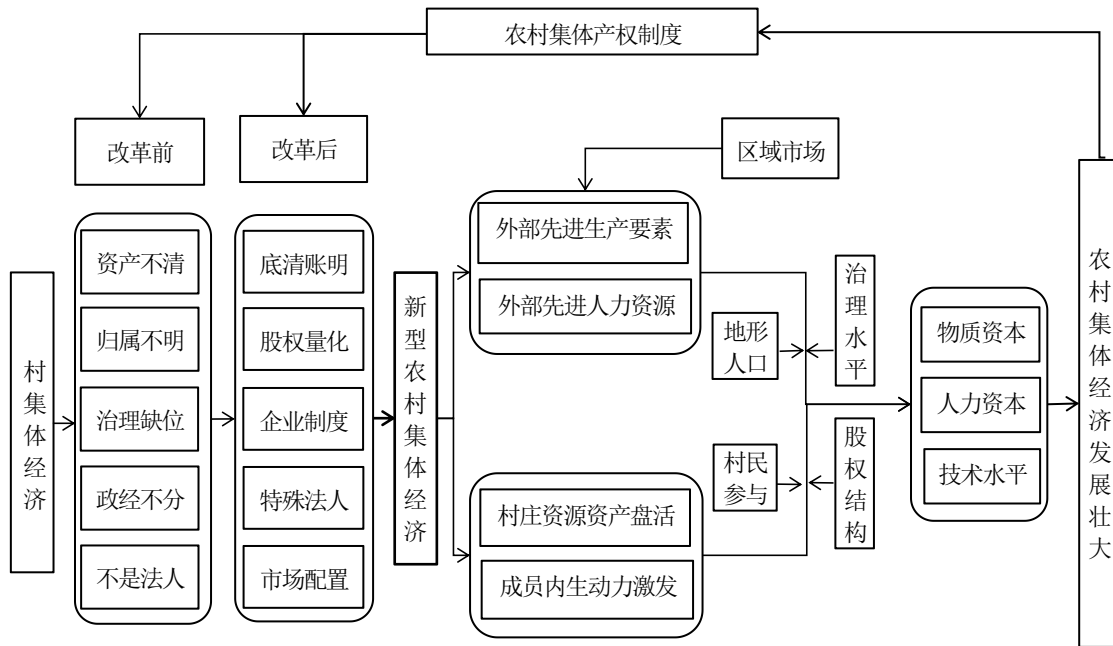 农村集体产权制度
改革前
改革后
区域市场
村集体经济
资产不清
归属不明
治理缺位
政经不分
不是法人
底清账明
股权量化
企业制度
特殊法人
市场配置
新型农村集体经济
外部先进生产要素
外部先进人力资源
村庄资源资产盘活
成员内生动力激发
地形
人口
治理水平
村民
参与
股权结构
物质资本
人力资本
技术水平
农村集体经济发展壮大